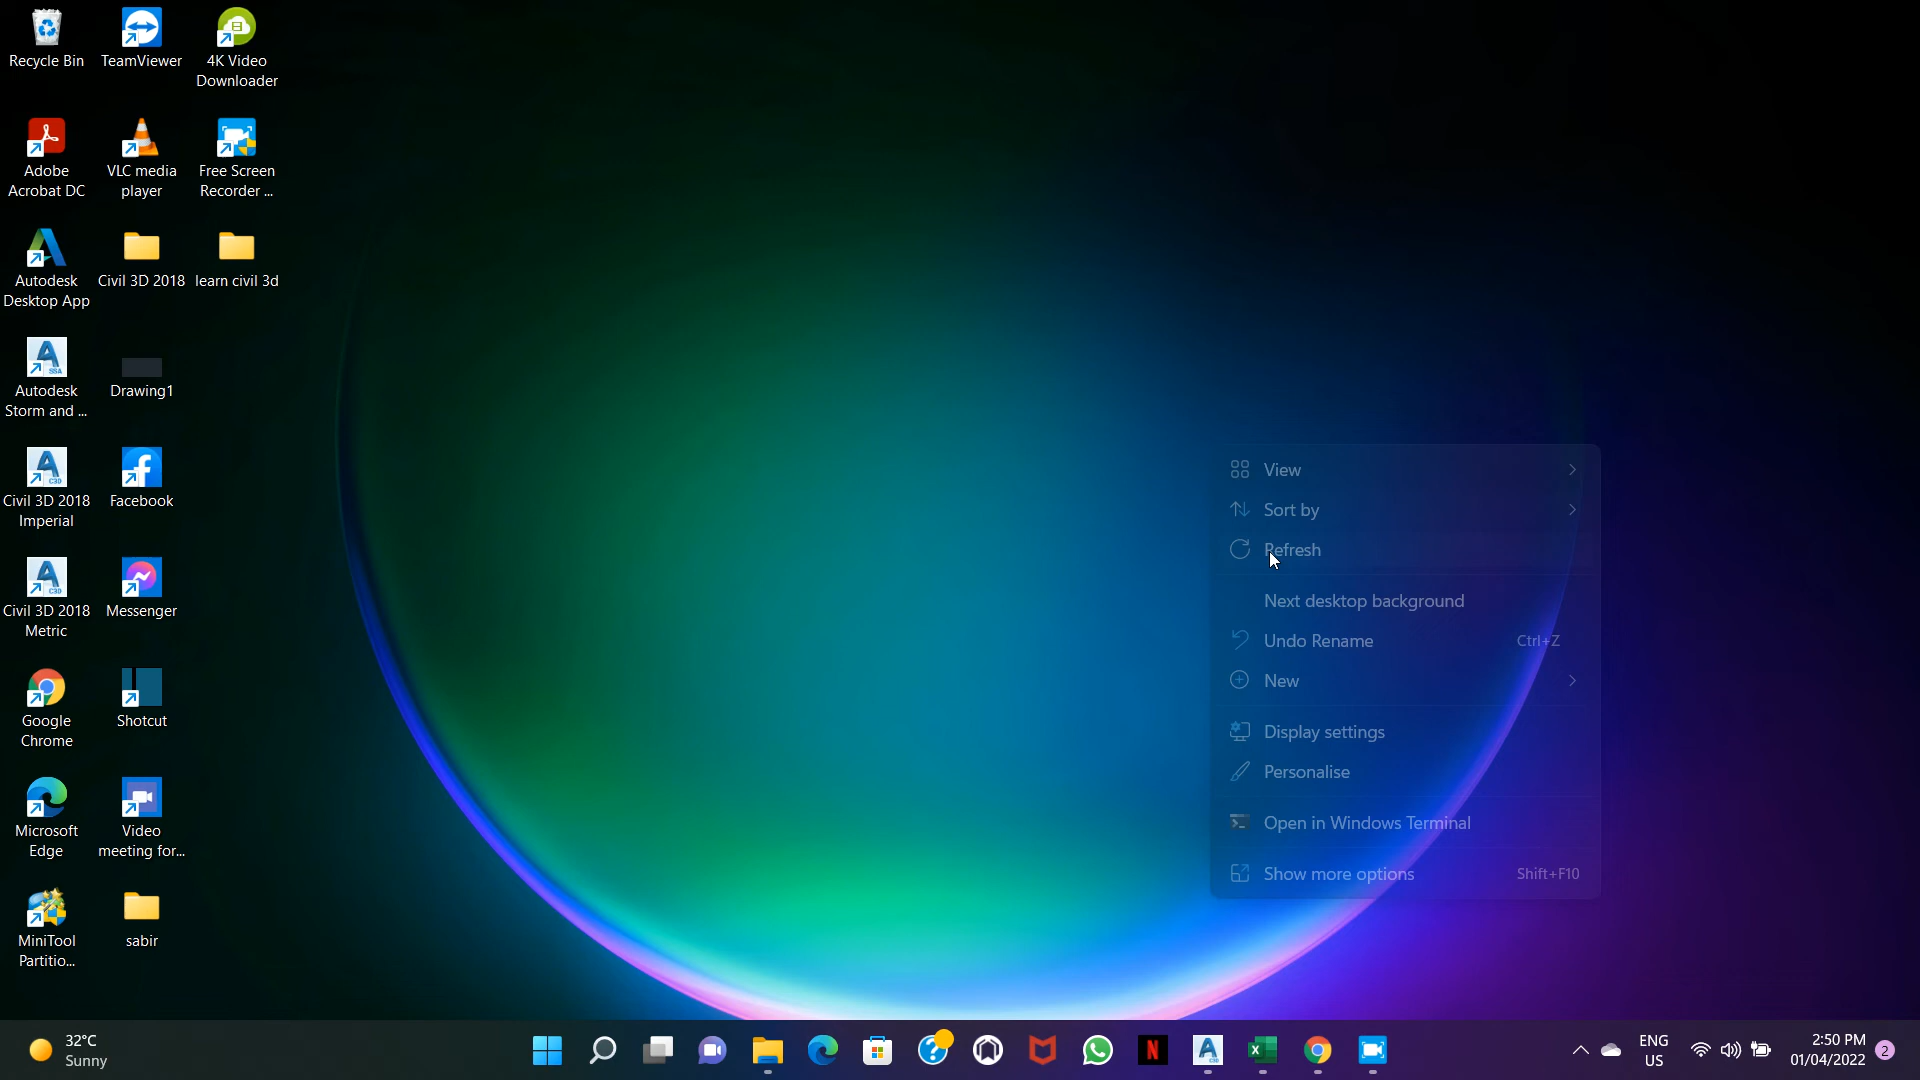 Recycle Bin
TeamViewer
4K Video
Downloader
Adobe
Acrobat DC
VLC media
player
Free Screen
Recorder ...
Autodesk
Desktop App
Civil 3D 2018
learn civil 3d
Autodesk
Storm and ...
Drawing1
Civil 3D 2018
Imperial
Facebook
Civil 3D 2018
Metric
Messenger
Google
Chrome
Shotcut
Microsoft
Edge
Video
meeting for...
MiniTool
Partitio...
sabir
View
Sort by
Refresh
Next desktop background
Undo Rename Ctrl+Z
New
Display settings
Personalise
Open in Windows Terminal
Show more options Shift+F10
32°C
Sunny
ENG
US
2:50 PM
01/04/2022
2